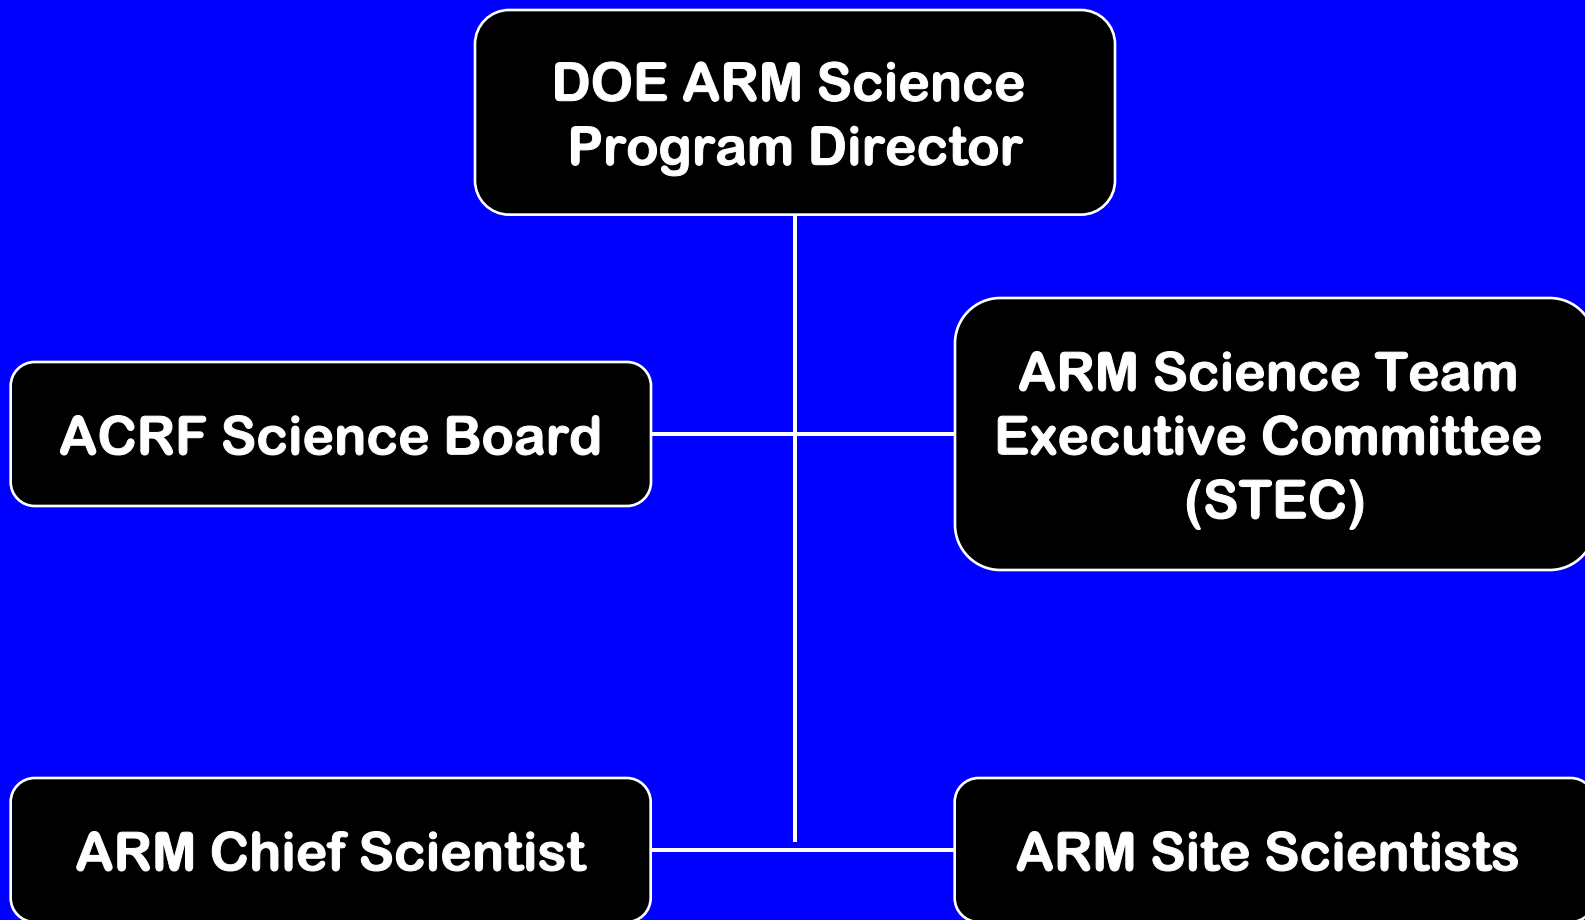 DOE ARM Science
Program Director
ACRF Science Board
ARM Science Team
Executive Committee
(STEC)
ARM Chief Scientist
ARM Site Scientists